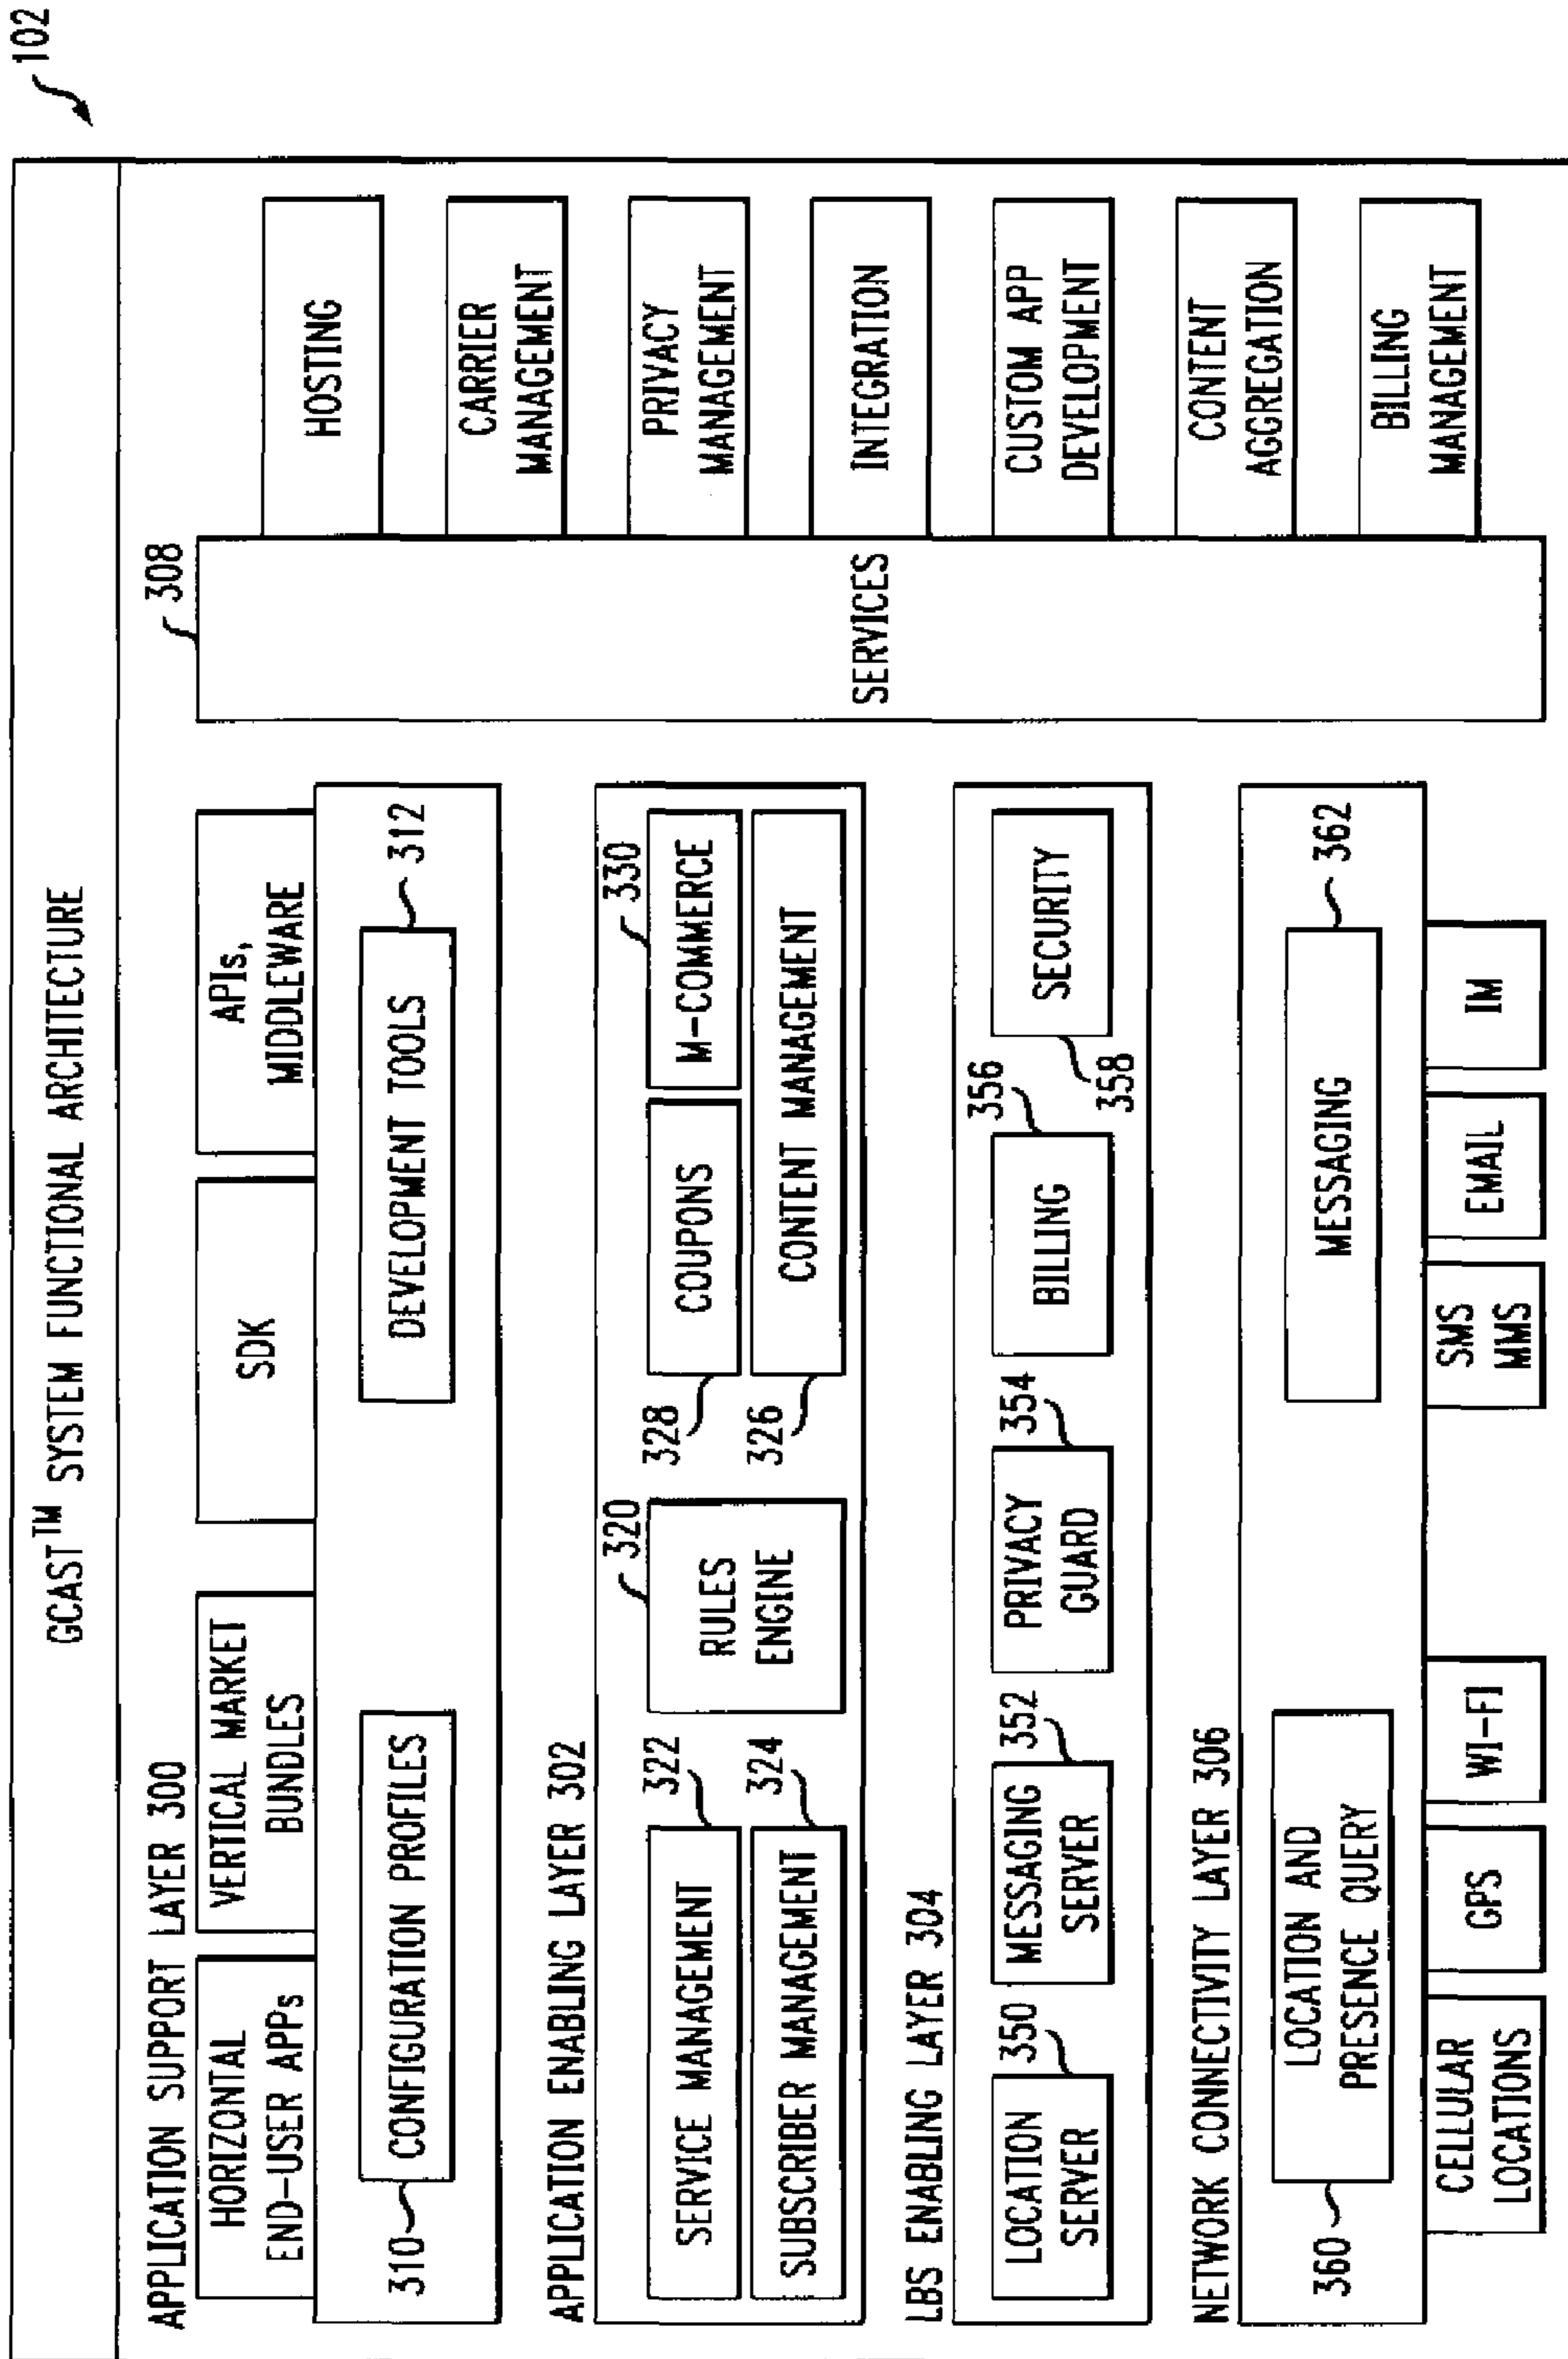 102
GCAST™ SYSTEM FUNCTIONAL ARCHITECTURE
APPLICATION SUPPORT LAYER 300
HORIZONTAL
END-USER APPs
VERTICAL MARKET
BUNDLES
SDK
APIs,
MIDDLEWARE
310
CONFIGURATION PROFILES
DEVELOPMENT TOOLS
312
APPLICATION ENABLING LAYER 302
SERVICE MANAGEMENT
322
SUBSCRIBER MANAGEMENT
324
320
RULES
ENGINE
328
COUPONS
330
M-COMMERCE
326
CONTENT MANAGEMENT
LBS ENABLING LAYER 304
LOCATION
SERVER
350
MESSAGING
SERVER
352
PRIVACY
GUARD
354
BILLING
356
SECURITY
358
NETWORK CONNECTIVITY LAYER 306
360
LOCATION AND
PRESENCE QUERY
MESSAGING
362
CELLULAR
LOCATIONS
GPS
WI-FI
SMS
MMS
EMAIL
IM
308
SERVICES
HOSTING
CARRIER
MANAGEMENT
PRIVACY
MANAGEMENT
INTEGRATION
CUSTOM APP
DEVELOPMENT
CONTENT
AGGREGATION
BILLING
MANAGEMENT